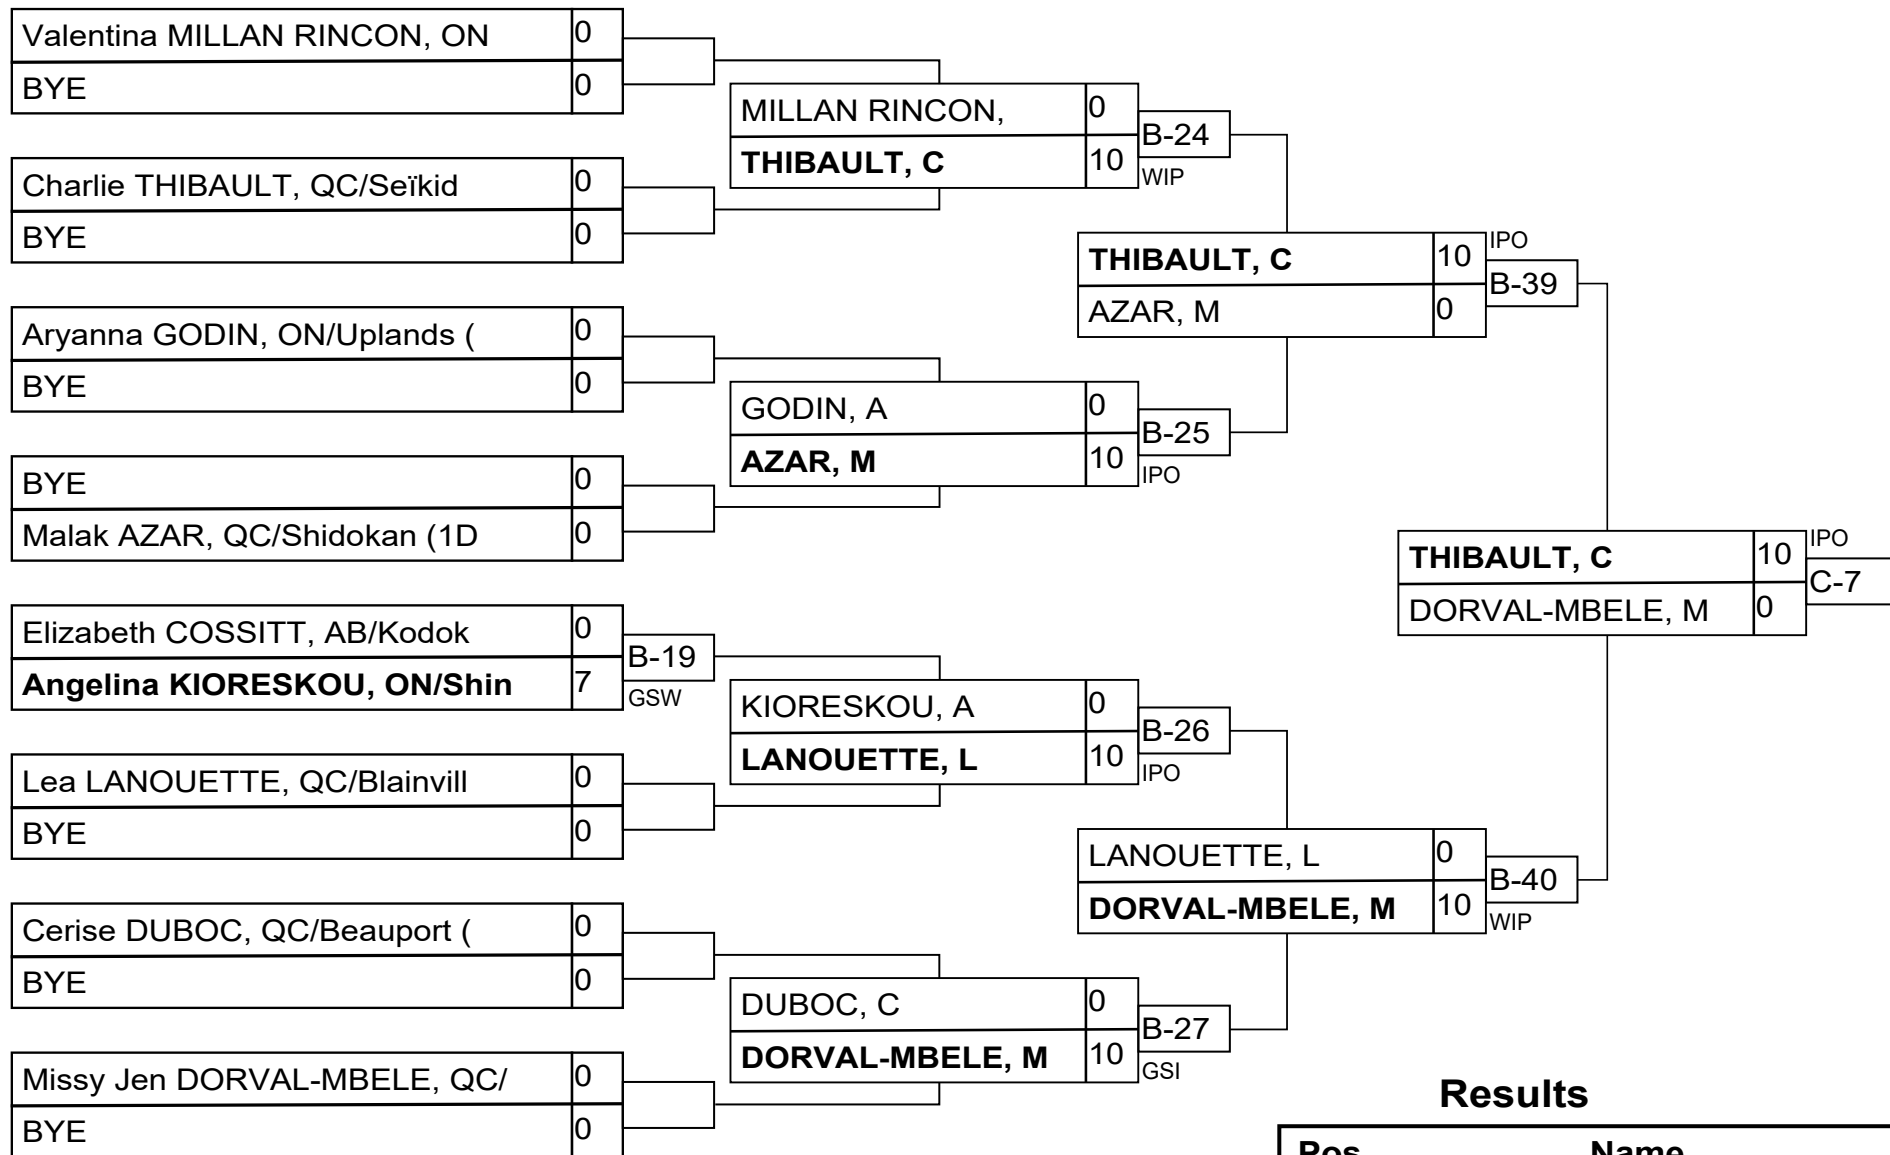 Valentina MILLAN RINCON, ON 0
BYE 0
Charlie THIBAULT, QC/Seïkid 0
BYE 0
Aryanna GODIN, ON/Uplands ( 0
BYE 0
BYE 0
Malak AZAR, QC/Shidokan (1D 0
Elizabeth COSSITT, AB/Kodok 0
Angelina KIORESKOU, ON/Shin 7
B-19
GSW
Lea LANOUETTE, QC/Blainvill 0
BYE 0
Cerise DUBOC, QC/Beauport ( 0
BYE 0
Missy Jen DORVAL-MBELE, QC/ 0
BYE 0
MILLAN RINCON, 0
THIBAULT, C 10
B-24
WIP
GODIN, A 0
AZAR, M 10
B-25
IPO
KIORESKOU, A 0
LANOUETTE, L 10
B-26
IPO
DUBOC, C 0
DORVAL-MBELE, M 10
B-27
GSI
THIBAULT, C 10
AZAR, M 0
IPO
B-39
LANOUETTE, L 0
DORVAL-MBELE, M 10
B-40
WIP
THIBAULT, C 10
DORVAL-MBELE, M 0
IPO
C-7
Results
Pos Name